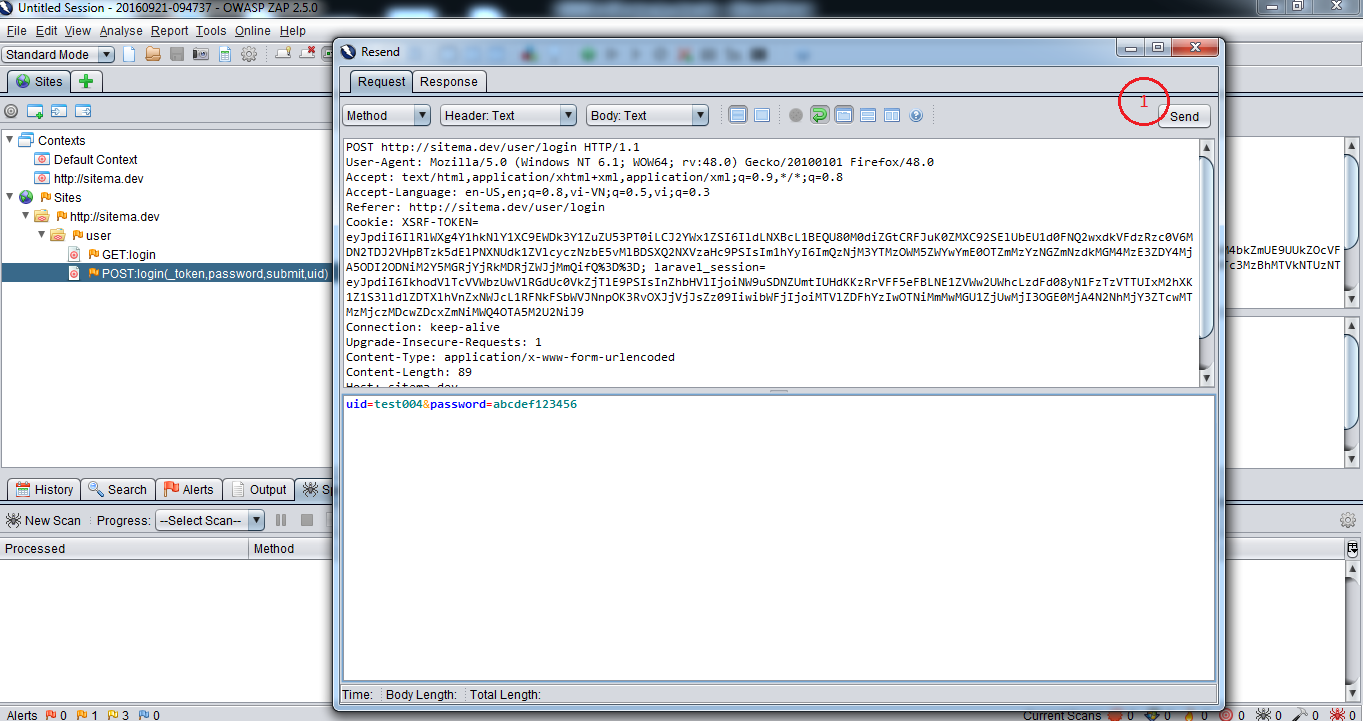 Untitled Session - 20160921-094737 - OWASP ZAP 2.5.0
File Edit View Analyse Report Tools Online Help
Standard Mode
Sites
Contexts
Default Context
http://sitema.dev
Sites
http://sitema.dev
user
GET:login
POST:login(_token,password,submit,uid)
History Search Alerts Output
New Scan Progress: --Select Scan--
Processed Method
Resend
Request Response
Method Header: Text Body: Text
1
Send
POST http://sitema.dev/user/login HTTP/1.1
User-Agent: Mozilla/5.0 (Windows NT 6.1; WOW64; rv:48.0) Gecko/20100101 Firefox/48.0
Accept: text/html,application/xhtml+xml,application/xml;q=0.9,*/*;q=0.8
Accept-Language: en-US,en;q=0.8,vi-VN;q=0.5,vi;q=0.3
Referer: http://sitema.dev/user/login
Cookie: XSRF-TOKEN=
laravel_session=
Connection: keep-alive
Upgrade-Insecure-Requests: 1
Content-Type: application/x-www-form-urlencoded
Content-Length: 89
Host: sitema.dev
uid=test004&password=abcdef123456
Time: Body Length: Total Length:
Alerts 0 1 3 0
Current Scans 0 0 0 0 0 0 0